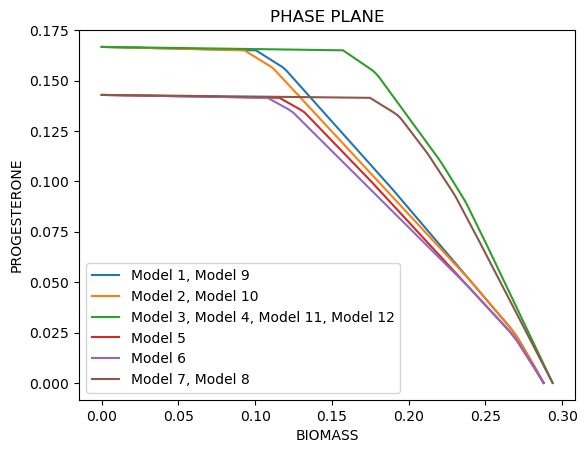 PHASE PLANE
PROGESTERONE
0.175
0.150
0.125
0.100
0.075
0.050
0.025
0.000
Model 1, Model 9
Model 2, Model 10
Model 3, Model 4, Model 11, Model 12
Model 5
Model 6
Model 7, Model 8
0.00 0.05 0.10 0.15 0.20 0.25 0.30
BIOMASS